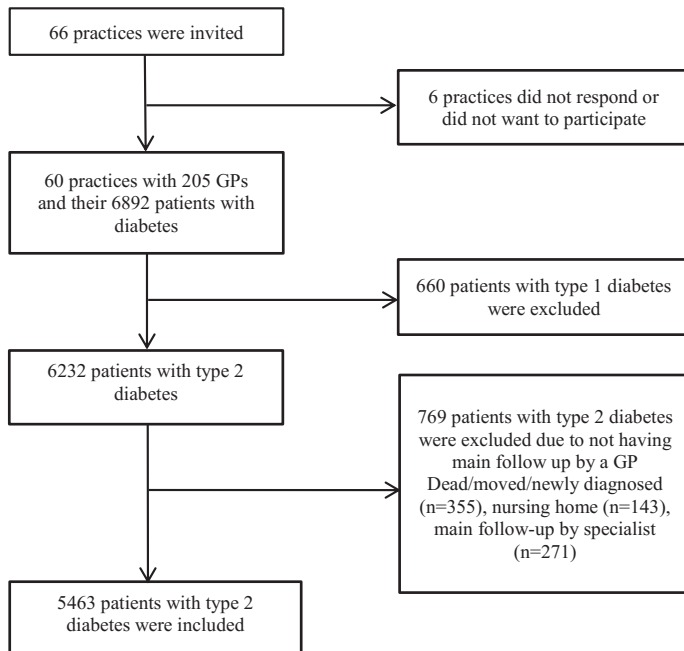 66 practices were invited
6 practices did not respond or
did not want to participate
60 practices with 205 GPs
and their 6892 patients with
diabetes
660 patients with type 1 diabetes
were excluded
6232 patients with type 2
diabetes
769 patients with type 2 diabetes
were excluded due to not having
main follow up by a GP
Dead/moved/newly diagnosed
(n=355), nursing home (n=143),
main follow-up by specialist
(n=271)
5463 patients with type 2
diabetes were included